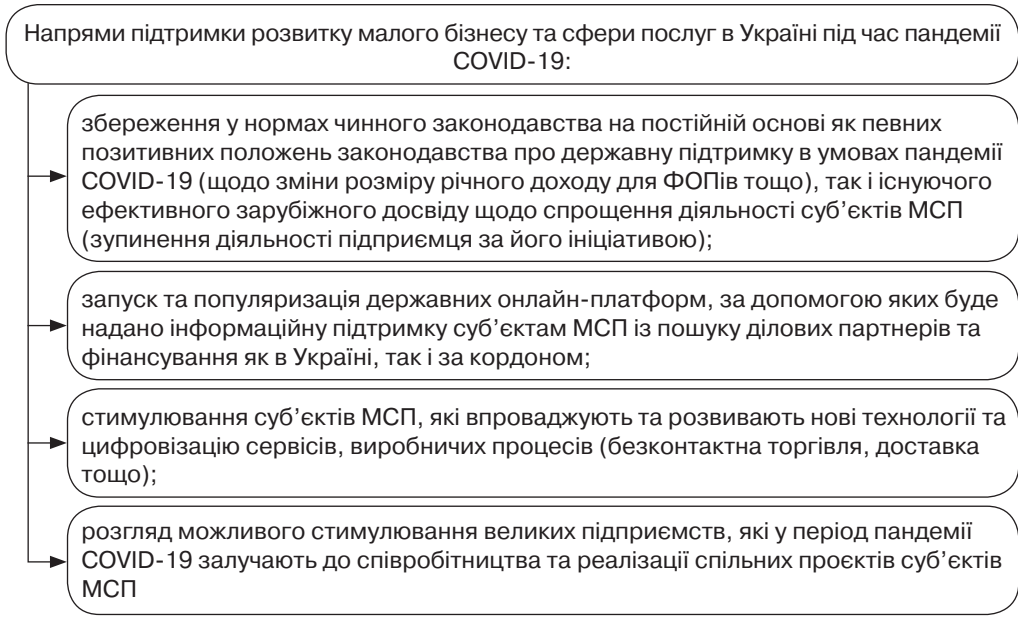 Напрями підтримки розвитку малого бізнесу та сфери послуг в Україні під час пандемії
COVID-19:
збереження у нормах чинного законодавства на постійній основі як певних
позитивних положень законодавства про державну підтримку в умовах пандемії
COVID-19 (щодо зміни розміру річного доходу для ФОПів тощо), так і існуючого
ефективного зарубіжного досвіду щодо спрощення діяльності суб’єктів МСП
(зупинення діяльності підприємця за його ініціативою);
запуск та популяризація державних онлайн-платформ, за допомогою яких буде
надано інформаційну підтримку суб’єктам МСП із пошуку ділових партнерів та
фінансування як в Україні, так і за кордоном;
стимулювання суб’єктів МСП, які впроваджують та розвивають нові технології та
цифровізацію сервісів, виробничих процесів (безконтактна торгівля, доставка
тощо);
розгляд можливого стимулювання великих підприємств, які у період пандемії
COVID-19 залучають до співробітництва та реалізації спільних проєктів суб’єктів
МСП